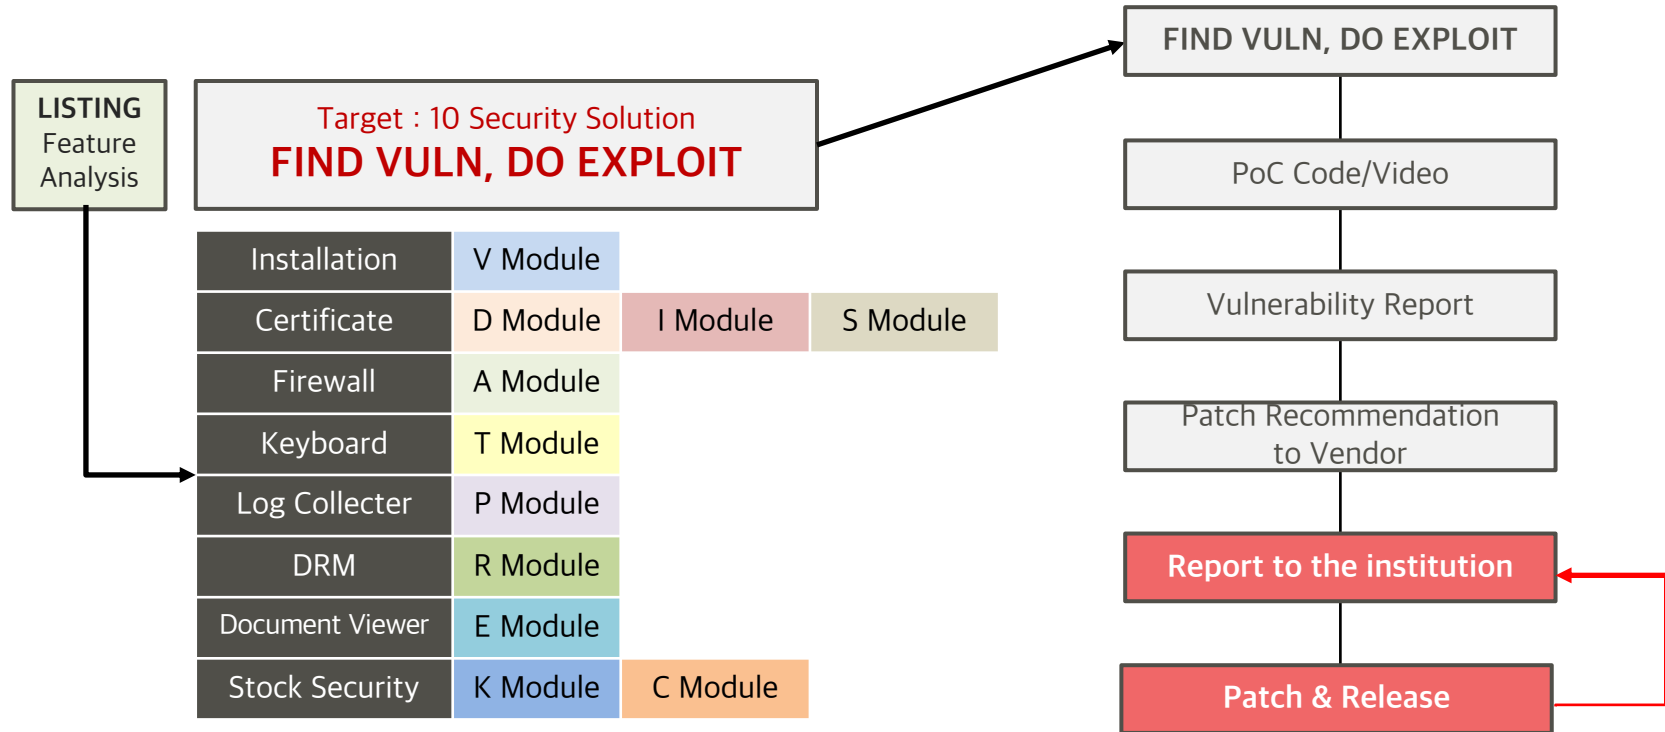 LISTING
Feature
Analysis
Target : 10 Security Solution
FIND VULN, DO EXPLOIT
Installation V Module
Certificate D Module I Module S Module
Firewall A Module
Keyboard T Module
Log Collecter P Module
DRM R Module
Document Viewer E Module
Stock Security K Module C Module
FIND VULN, DO EXPLOIT
PoC Code/Video
Vulnerability Report
Patch Recommendation
to Vendor
Report to the institution
Patch & Release